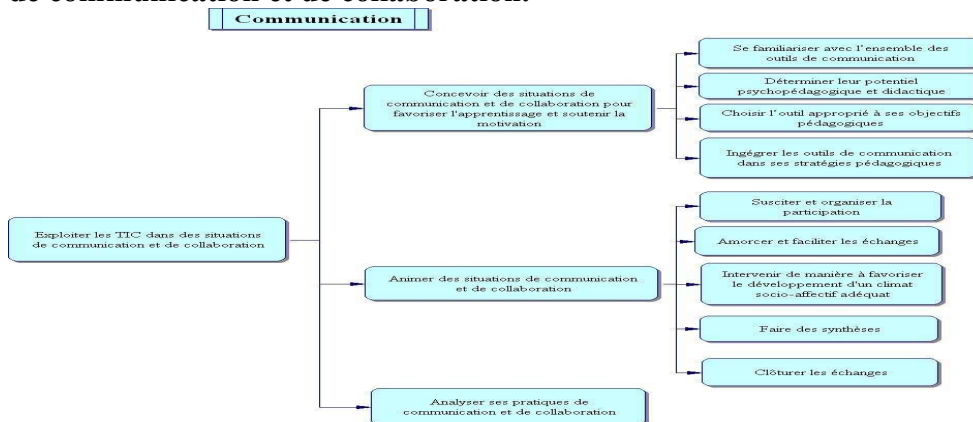 de communication et de collaboration.
Communication
Se familiariser avec l'ensemble des
outils de communication
Concevoir des situations de
communication et de collaboration pour
favoriser l'apprentissage et soutenir la
motivation
Déterminer leur potentiel
psychopédagogique et didactique
Choisir l'outil approprié à ses objectifs
pédagogiques
Ingégrer les outils de communication
dans ses stratégies pédagogiques
Exploiter les TIC dans des situations
de communication et de collaboration
Susciter et organiser la
participation
Amorcer et faciliter les échanges
Animer des situations de communication
et de collaboration
Intervenir de manière à favoriser
le développement d'un climat
socio-affectif adéquat
Faire des synthèses
Clôturer les échanges
Analyser ses pratiques de
communication et de collaboration